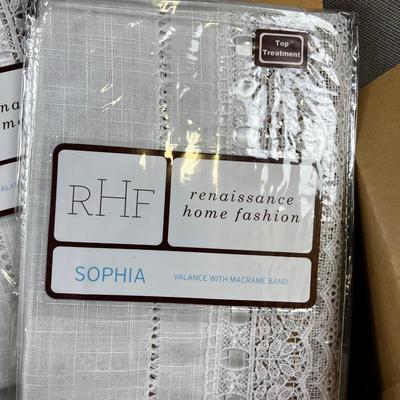 Top
Treatment
RHF
renaissance
home fashion
SOPHIA
VALANCE WITH MACRAME BAND